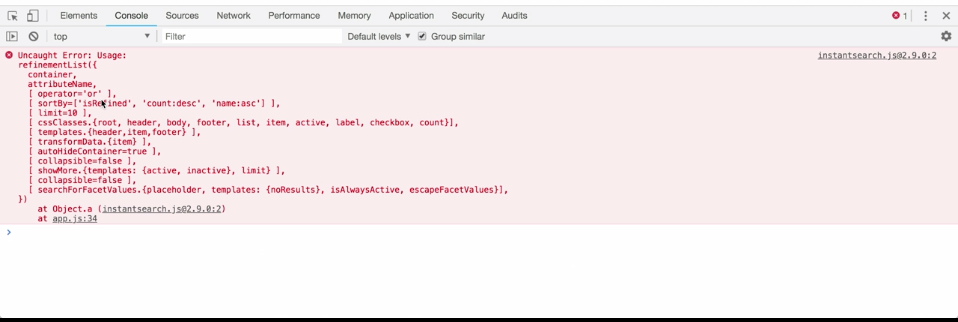 Elements Console Sources Network Performance Memory Application Security Audits 1
top Filter Default levels Group similar
Uncaught Error: Usage: instantsearch.js@2.9.0:2
refinementList({
container,
attributeName,
[ operator='or' ],
[ sortBy=['isRefined', 'count:desc', 'name:asc'] ],
[ limit=10 ],
[ cssClasses.{root, header, body, footer, list, item, active, label, checkbox, count}],
[ templates.{header,item,footer} ],
[ transformData.{item} ],
[ autoHideContainer=true ],
[ collapsible=false ],
[ showMore.{templates: {active, inactive}, limit} ],
[ collapsible=false ],
[ searchForFacetValues.{placeholder, templates: {noResults}, isAlwaysActive, escapeFacetValues}],
})
at Object.a (instantsearch.js@2.9.0:2)
at app.js:34